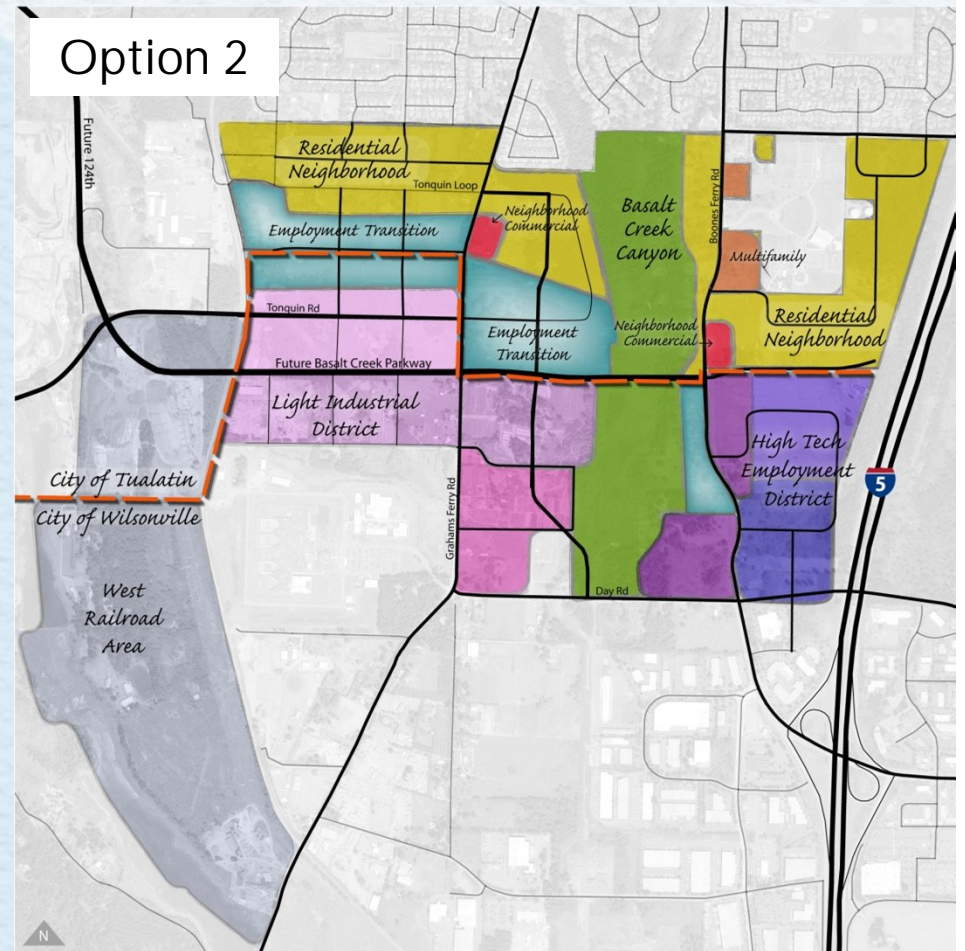 Option 2
Future 124th
Residential
Neighborhood
Tonquin Loop
Neighborhood
Commercial
Employment Transition
Basalt
Creek
Canyon
Boones Ferry Rd
Multifamily
Tonquin Rd
Employment
Transition
Neighborhood
Commercial
Residential
Neighborhood
Future Basalt Creek Parkway
Light Industrial
District
High Tech
Employment
District
City of Tualatin
City of Wilsonville
5
Grahams Ferry Rd
West
Railroad
Area
Day Rd
N